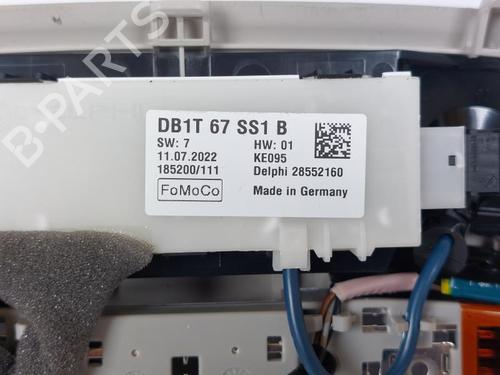 DB1T 67 SS1 B
SW: 7 HW: 01
11.07.2022 KE095
185200/111 Delphi 28552160
FoMoCo Made in Germany
B-Parts